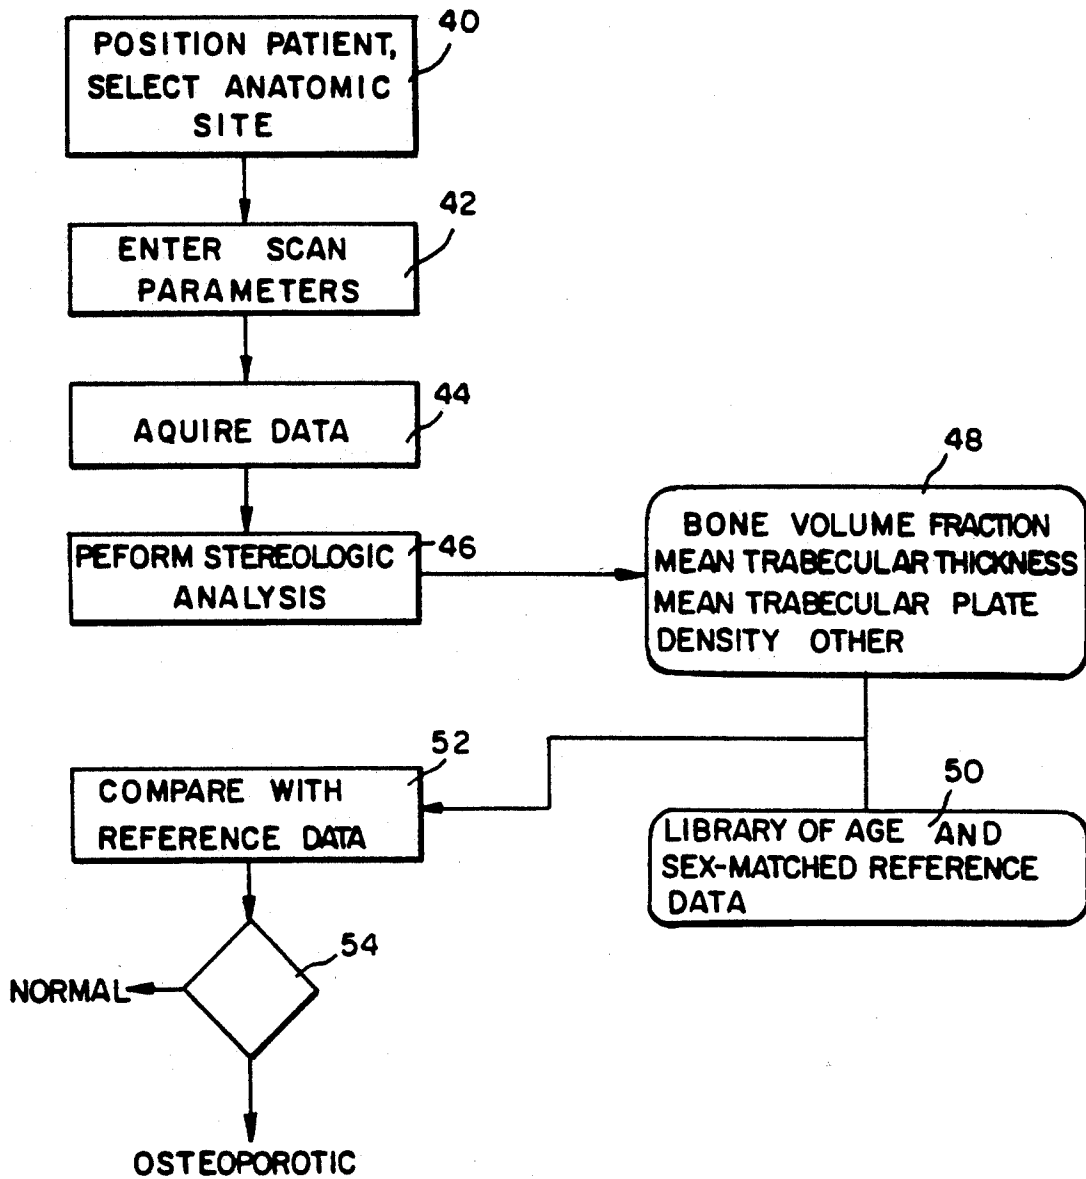 40
POSITION PATIENT,
SELECT ANATOMIC
SITE
42
ENTER SCAN
PARAMETERS
44
AQUIRE DATA
46
PEFORM STEREOLOGIC
ANALYSIS
48
BONE VOLUME FRACTION
MEAN TRABECULAR THICKNESS
MEAN TRABECULAR PLATE
DENSITY OTHER
50
LIBRARY OF AGE AND
SEX-MATCHED REFERENCE
DATA
52
COMPARE WITH
REFERENCE DATA
54
NORMAL
OSTEOPOROTIC